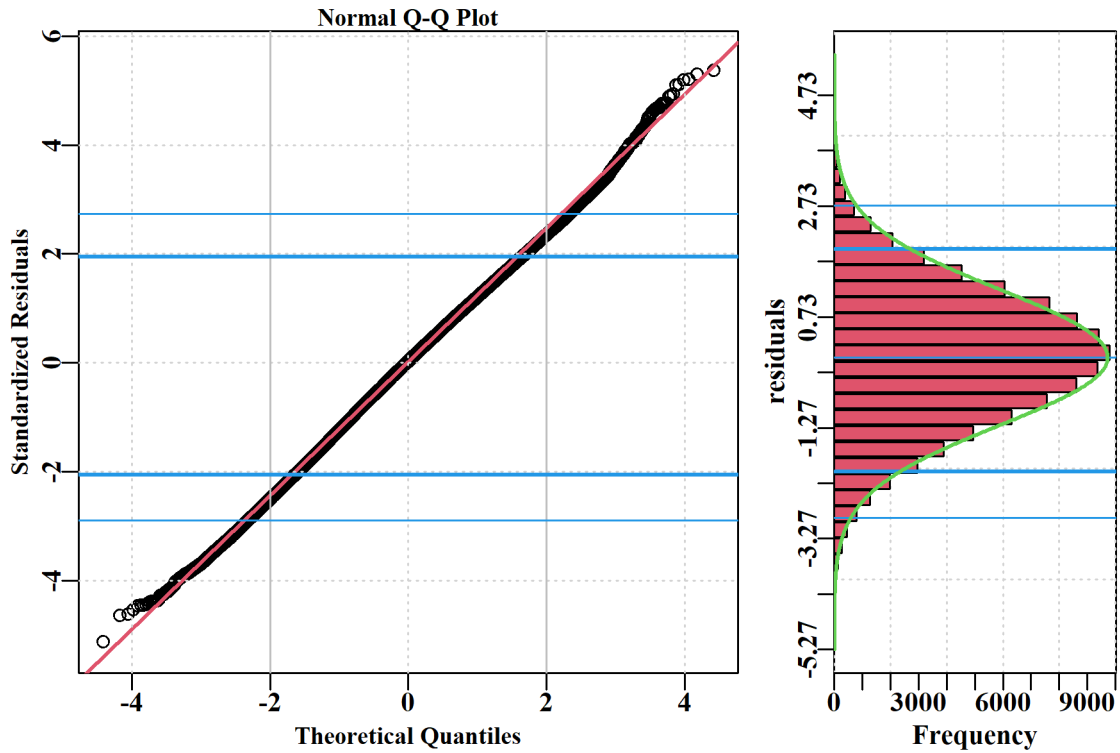 Normal Q-Q Plot
Standardized Residuals
6
4
2
0
-2
-4
-4 -2 0 2 4
Theoretical Quantiles
residuals
4.73
2.73
0.73
-1.27
-3.27
-5.27
0 3000 6000 9000
Frequency